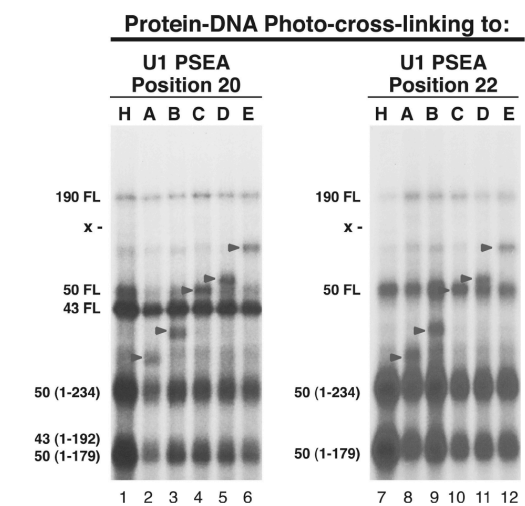 Protein-DNA Photo-cross-linking to:
U1 PSEA
Position 20
U1 PSEA
Position 22
H A B C D E
H A B C D E
190 FL
x -
50 FL
43 FL
50 (1-234)
43 (1-192)
50 (1-179)
190 FL
x -
50 FL
50 (1-234)
50 (1-179)
1 2 3 4 5 6
7 8 9 10 11 12